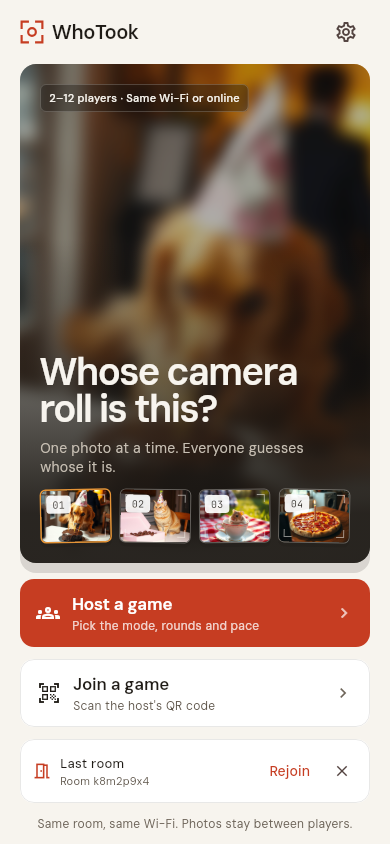 WhoTook
2–12 players · Same Wi-Fi or online
Whose camera
roll is this?
One photo at a time. Everyone guesses
whose it is.
01
02
03
04
Host a game
Pick the mode, rounds and pace
Join a game
Scan the host's QR code
Last room
Room k8m2p9x4
Rejoin
Same room, same Wi-Fi. Photos stay between players.